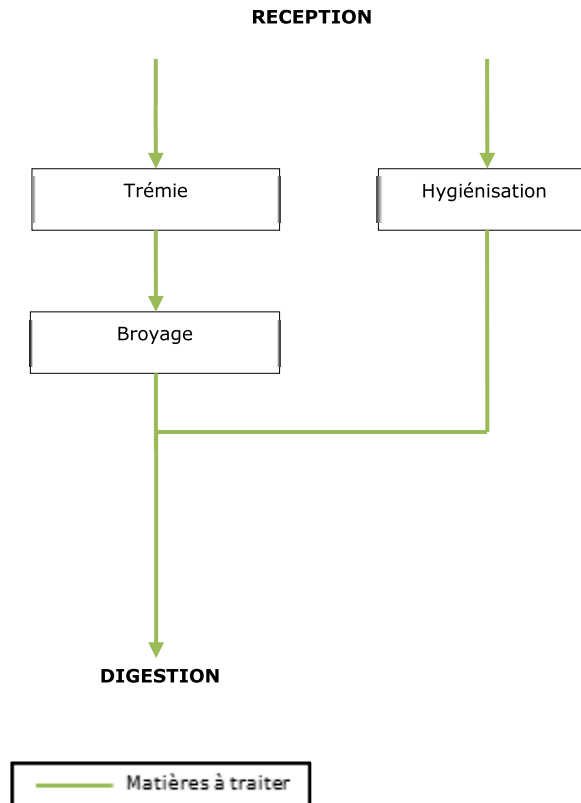 RECEPTION
Trémie
Hygiénisation
Broyage
DIGESTION
Matières à traiter